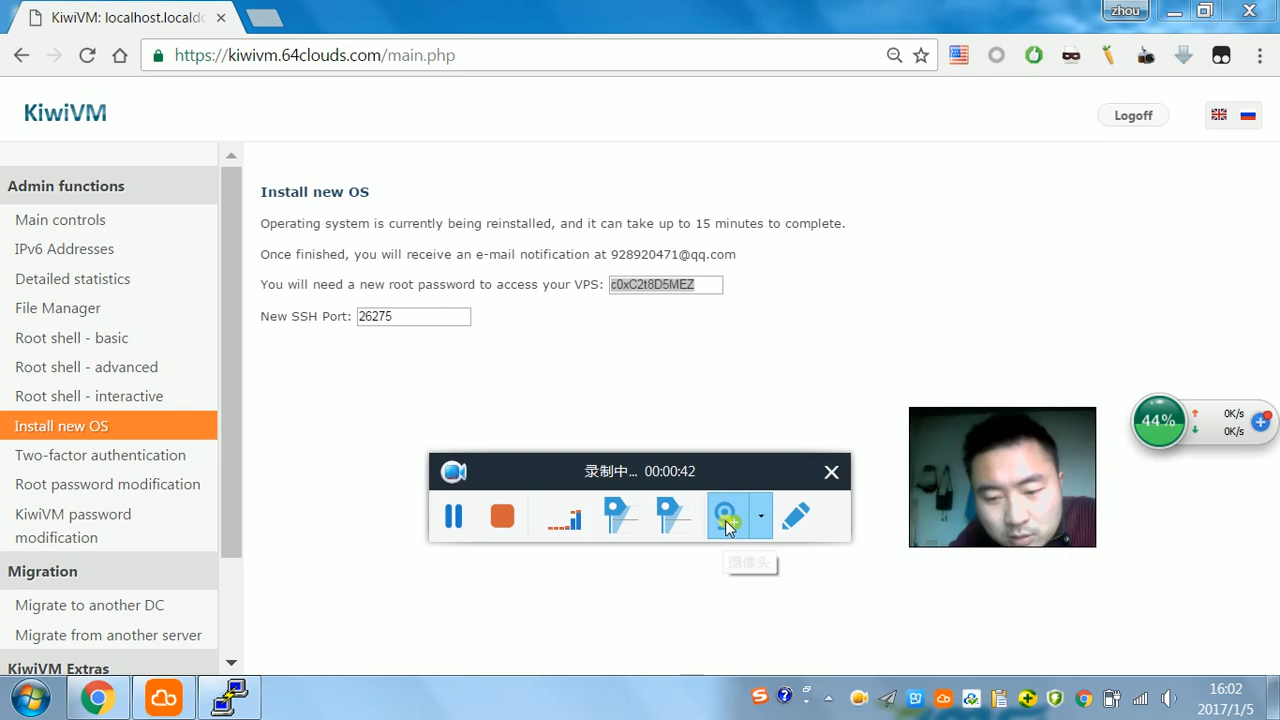 KiwiVM: localhost.localdc
zhou
https://kiwivm.64clouds.com/main.php
KiwiVM
Logoff
Admin functions
Main controls
IPv6 Addresses
Detailed statistics
File Manager
Root shell - basic
Root shell - advanced
Root shell - interactive
Install new OS
Two-factor authentication
Root password modification
KiwiVM password
modification
Migration
Migrate to another DC
Migrate from another server
KiwiVM Extras
Install new OS
Operating system is currently being reinstalled, and it can take up to 15 minutes to complete.
Once finished, you will receive an e-mail notification at 928920471@qq.com
You will need a new root password to access your VPS: c0xC2t8D5MEZ
New SSH Port: 26275
录制中... 00:00:42
摄像头
44%
0K/s
0K/s
16:02
2017/1/5